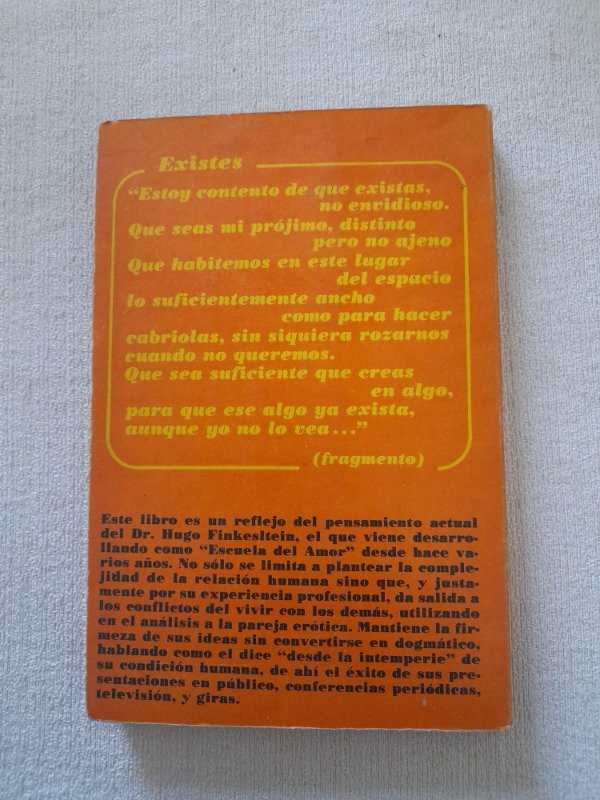 Existes
"Estoy contento de que existas,
no envidioso.
Que seas mi prójimo, distinto
pero no ajeno
Que habitemos en este lugar
del espacio
lo suficientemente ancho
como para hacer
cabriolas, sin siquiera rozarnos
cuando no queremos.
Que sea suficiente que creas
en algo,
para que ese algo ya exista,
aunque yo no lo vea..."
(fragmento)
Este libro es un reflejo del pensamiento actual
del Dr. Hugo Finkesltein, el que viene desarro-
llando como "Escuela del Amor" desde hace va-
rios años. No sólo se limita a plantear la comple-
jidad de la relación humana sino que, y justa-
mente por su experiencia profesional, da salida a
los conflictos del vivir con los demás, utilizando
en el análisis a la pareja erótica. Mantiene la fir-
meza de sus ideas sin convertirse en dogmático,
hablando como el dice "desde la intemperie" de
su condición humana, de ahí el éxito de sus pre-
sentaciones en público, conferencias periódicas,
televisión, y giras.